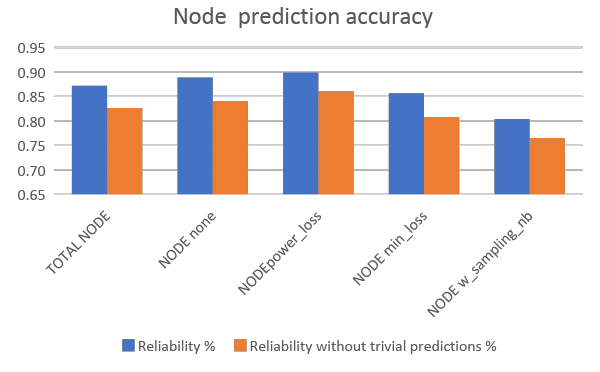 Node  prediction accuracy
0.95
0.90
0.85
0.80
0.75
0.70
0.65
TOTAL NODE
NODE none
NODEpower_loss
NODE min_loss
NODE w_sampling_nb
Reliability %
Reliability without trivial predictions %